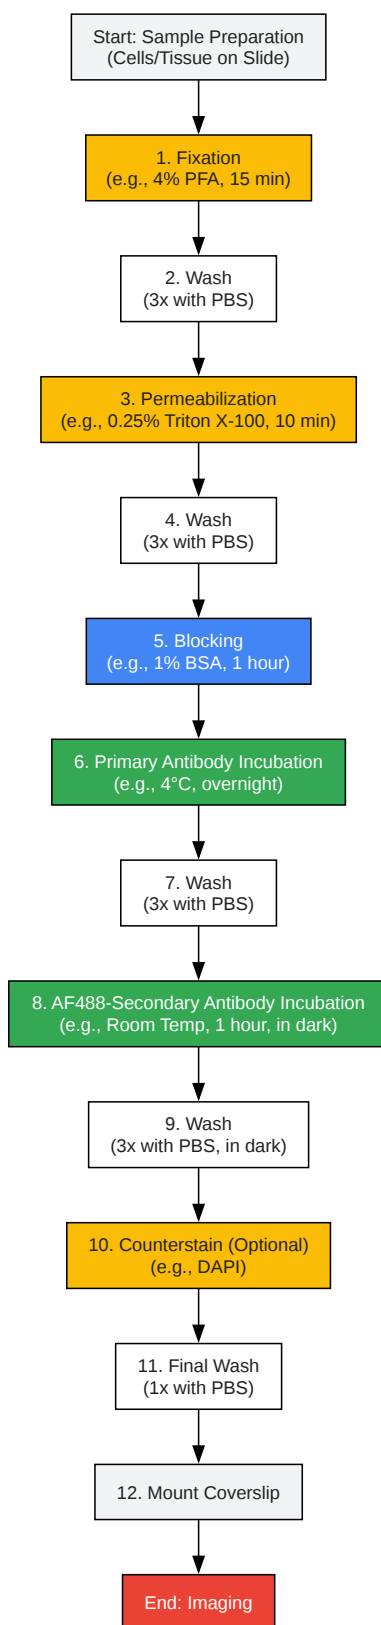 Start: Sample Preparation
(Cells/Tissue on Slide)
1. Fixation
(e.g., 4% PFA, 15 min)
2. Wash
(3x with PBS)
3. Permeabilization
(e.g., 0.25% Triton X-100, 10 min)
4. Wash
(3x with PBS)
5. Blocking
(e.g., 1% BSA, 1 hour)
6. Primary Antibody Incubation
(e.g., 4°C, overnight)
7. Wash
(3x with PBS)
8. AF488-Secondary Antibody Incubation
(e.g., Room Temp, 1 hour, in dark)
9. Wash
(3x with PBS, in dark)
10. Counterstain (Optional)
(e.g., DAPI)
11. Final Wash
(1x with PBS)
12. Mount Coverslip
End: Imaging